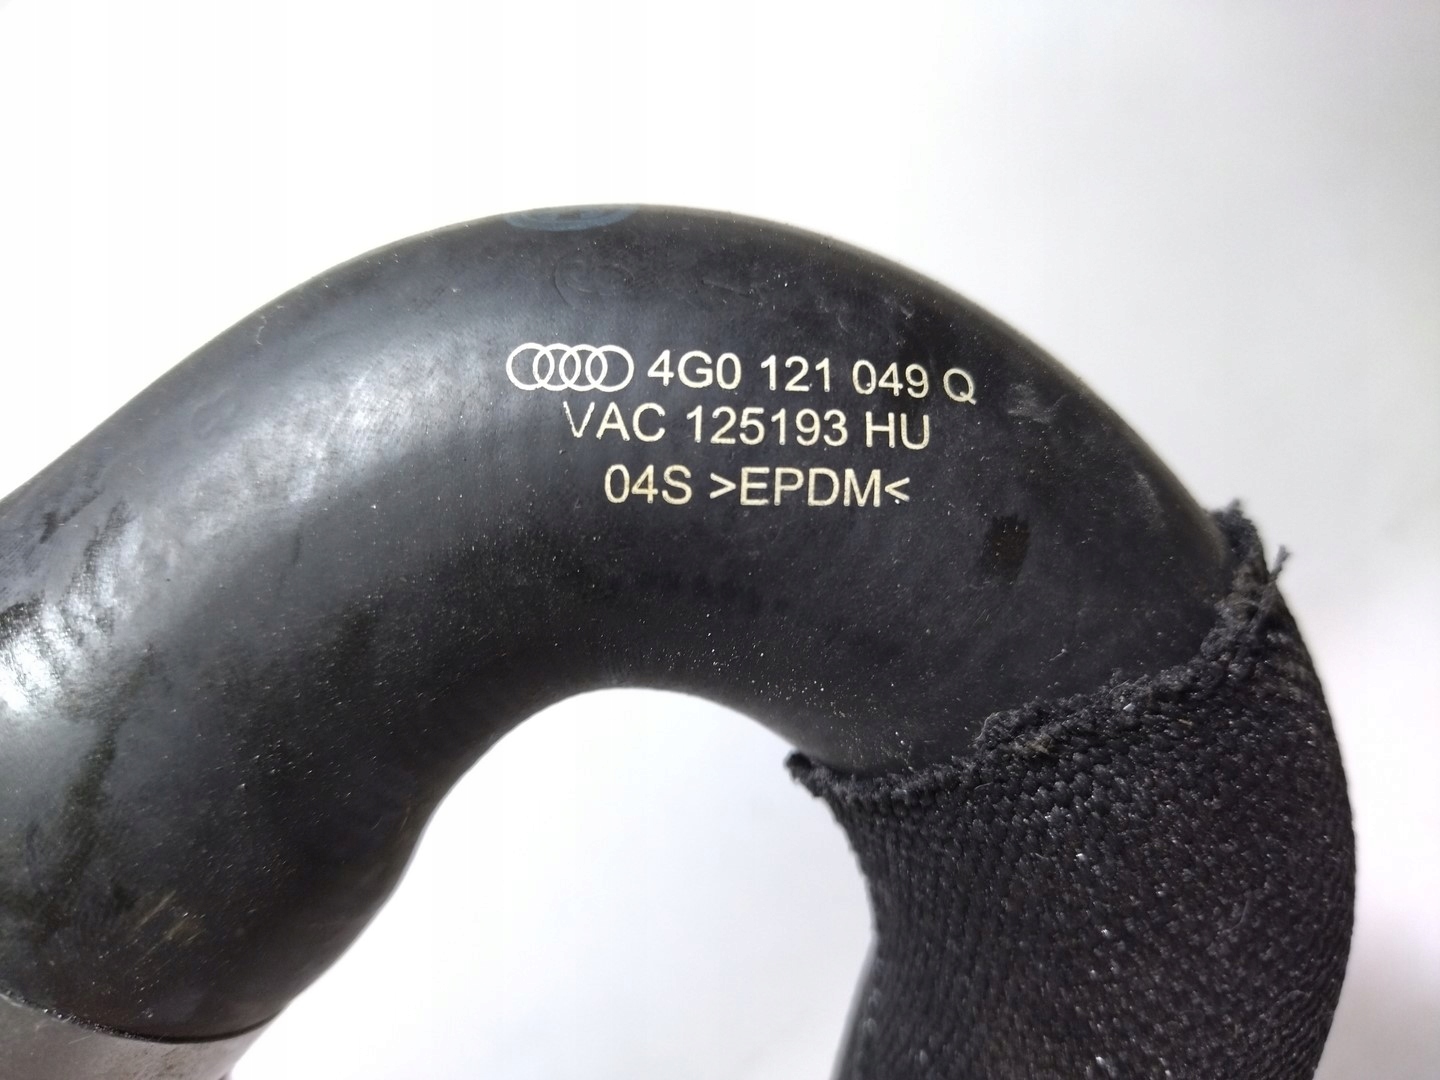 4G0 121 049 Q
VAC 125193 HU
04S >EPDM<